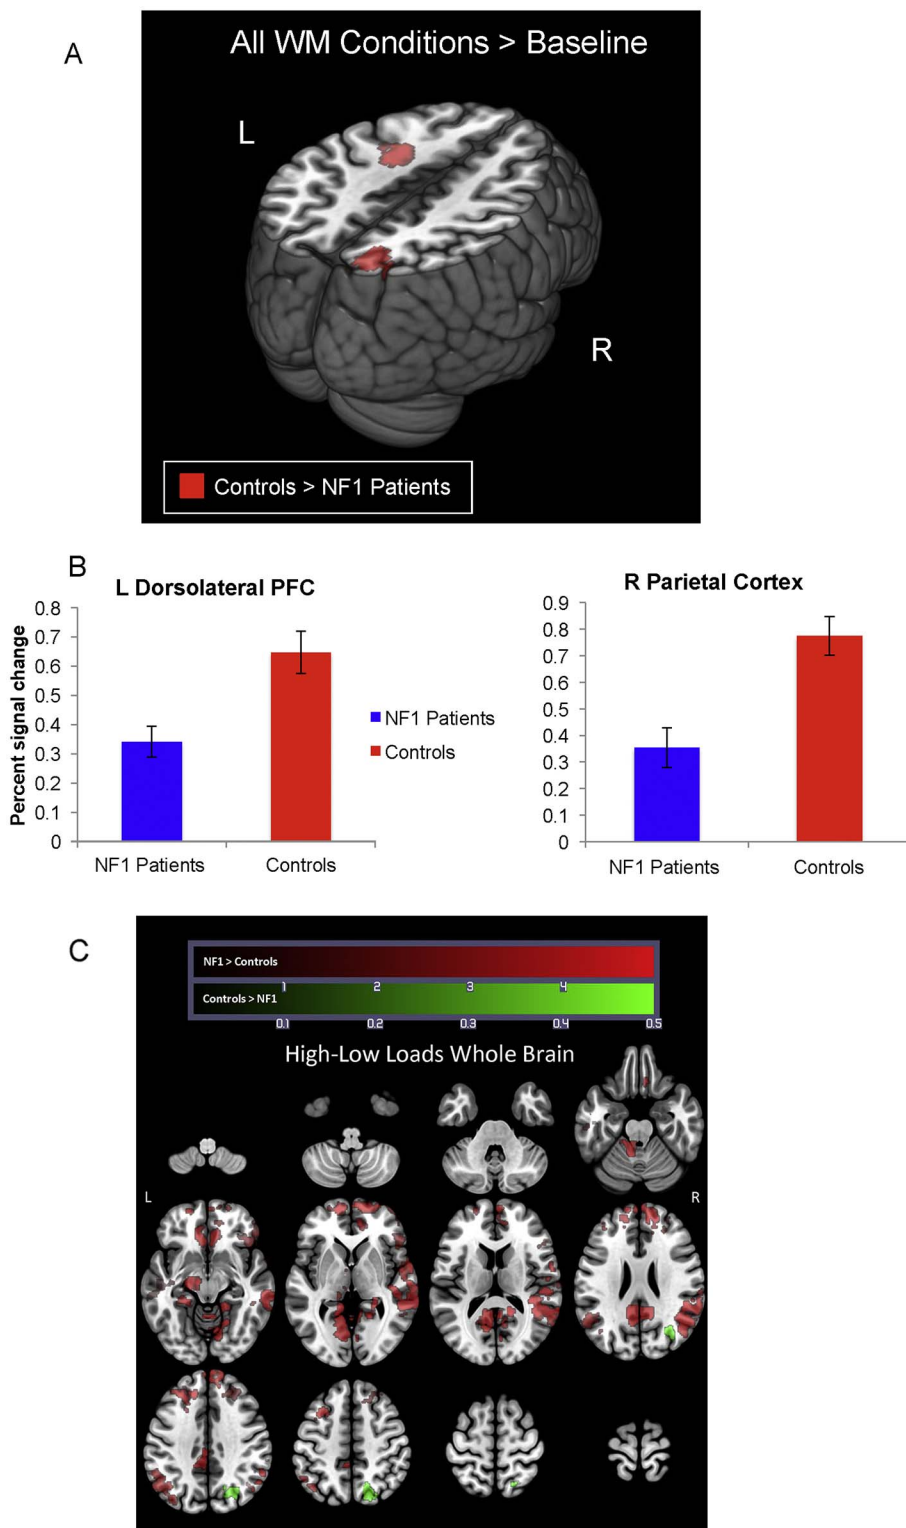 A
All WM Conditions > Baseline
L
R
Controls > NF1 Patients
B
L Dorsolateral PFC
Percent signal change
0.8
0.7
0.6
0.5
0.4
0.3
0.2
0.1
0
NF1 Patients
Controls
NF1 Patients
Controls
R Parietal Cortex
0.9
0.8
0.7
0.6
0.5
0.4
0.3
0.2
0.1
0
NF1 Patients
Controls
C
NF1 > Controls
1 2 3 4
Controls > NF1
0.1 0.2 0.3 0.4 0.5
High-Low Loads Whole Brain
L
R